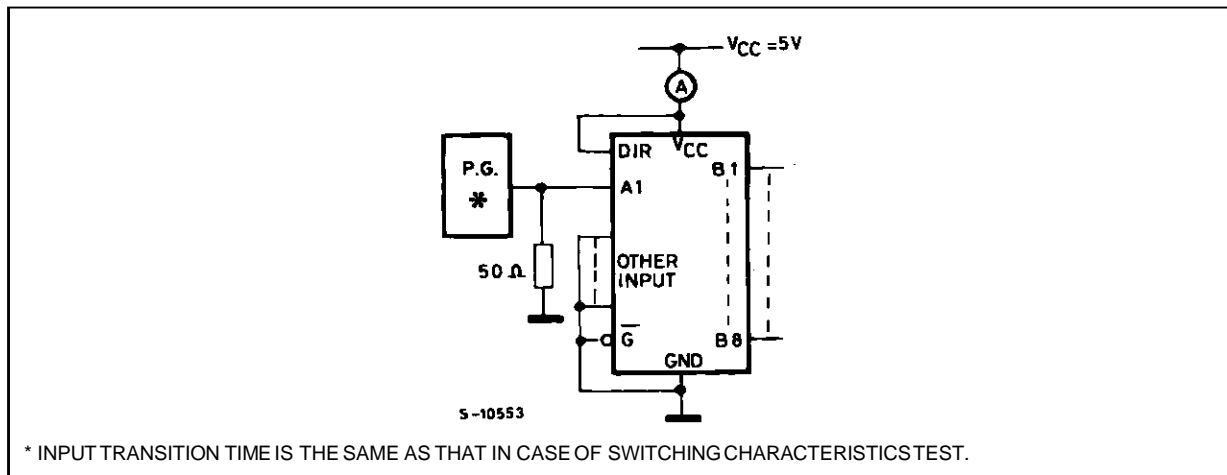 VCC = 5V
A
DIR
VCC
B1
P.G.
*
A1
50 Ω
OTHER
INPUT
G
B8
GND
S-10553
* INPUT TRANSITION TIME IS THE SAME AS THAT IN CASE OF SWITCHING CHARACTERISTICS TEST.